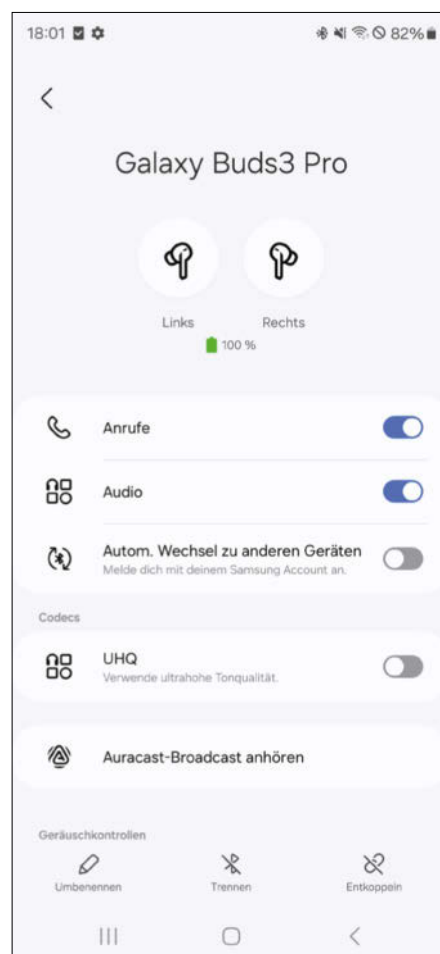 18:01 82%
Galaxy Buds3 Pro
Links Rechts
100 %
Anrufe
Audio
Autom. Wechsel zu anderen Geräten
Melde dich mit deinem Samsung Account an.
Codecs
UHQ
Verwende ultrahohe Tonqualität.
Auracast-Broadcast anhören
Geräuschkontrollen
Umbenennen Trennen Entkoppeln